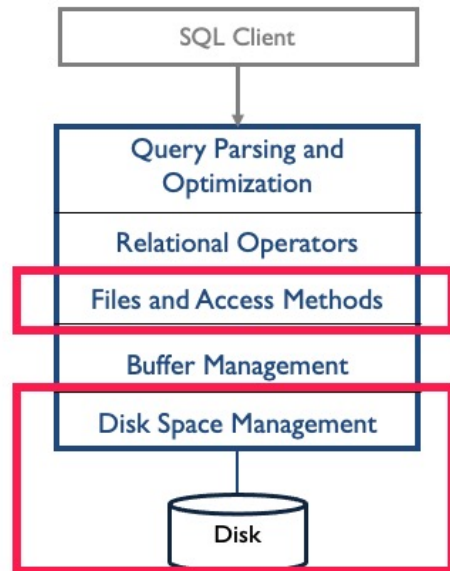 SQL Client
Query Parsing and
Optimization
Relational Operators
Files and Access Methods
Buffer Management
Disk Space Management
Disk